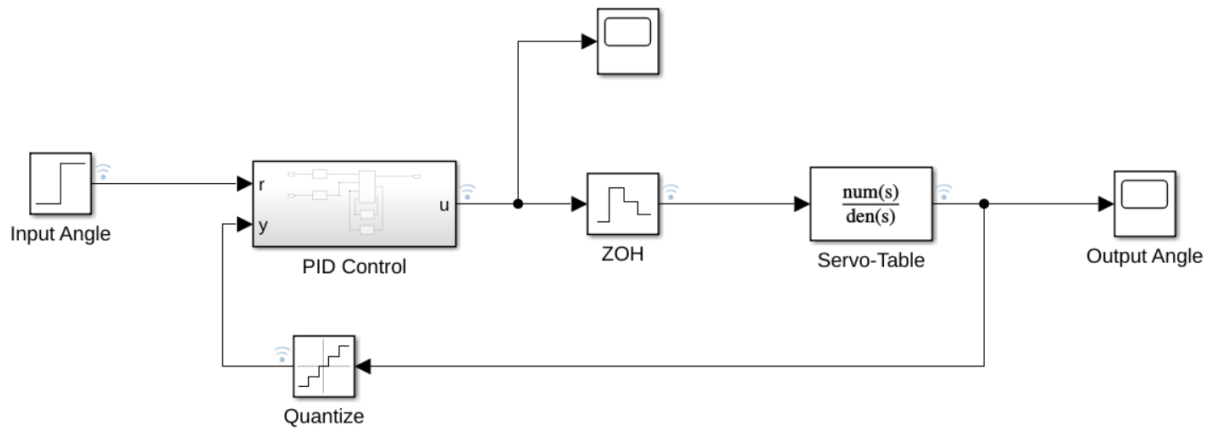 Input Angle
r
y
u
PID Control
ZOH
num(s)
den(s)
Servo-Table
Output Angle
Quantize